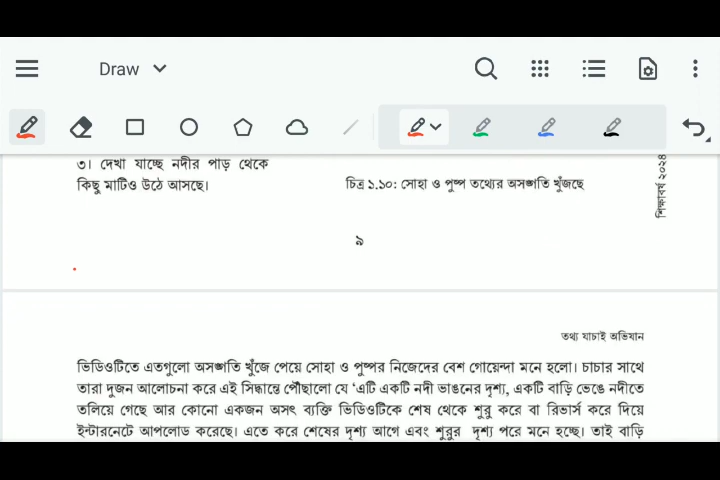 Draw
৩। দেখা যাচ্ছে নদীর পাড় থেকে
কিছু মাটিও উঠে আসছে।
চিত্র ১.১০: সোহা ও পুষ্প তথ্যের অসঙ্গতি খুঁজছে
শিক্ষাবর্ষ ২০২৪
৯
তথ্য যাচাই অভিযান
ভিডিওটিতে এতগুলো অসঙ্গতি খুঁজে পেয়ে সোহা ও পুষ্পর নিজেদের বেশ গোয়েন্দা মনে হলো। চাচার সাথে
তারা দুজন আলোচনা করে এই সিদ্ধান্তে পৌঁছালো যে ‘এটি একটি নদী ভাঙনের দৃশ্য, একটি বাড়ি ভেঙে নদীতে
তলিয়ে গেছে আর কোনো একজন অসৎ ব্যক্তি ভিডিওটিকে শেষ থেকে শুরু করে বা রিভার্স করে দিয়ে
ইন্টারনেটে আপলোড করেছে। এতে করে শেষের দৃশ্য আগে এবং শুরুর দৃশ্য পরে মনে হচ্ছে। তাই বাড়ি